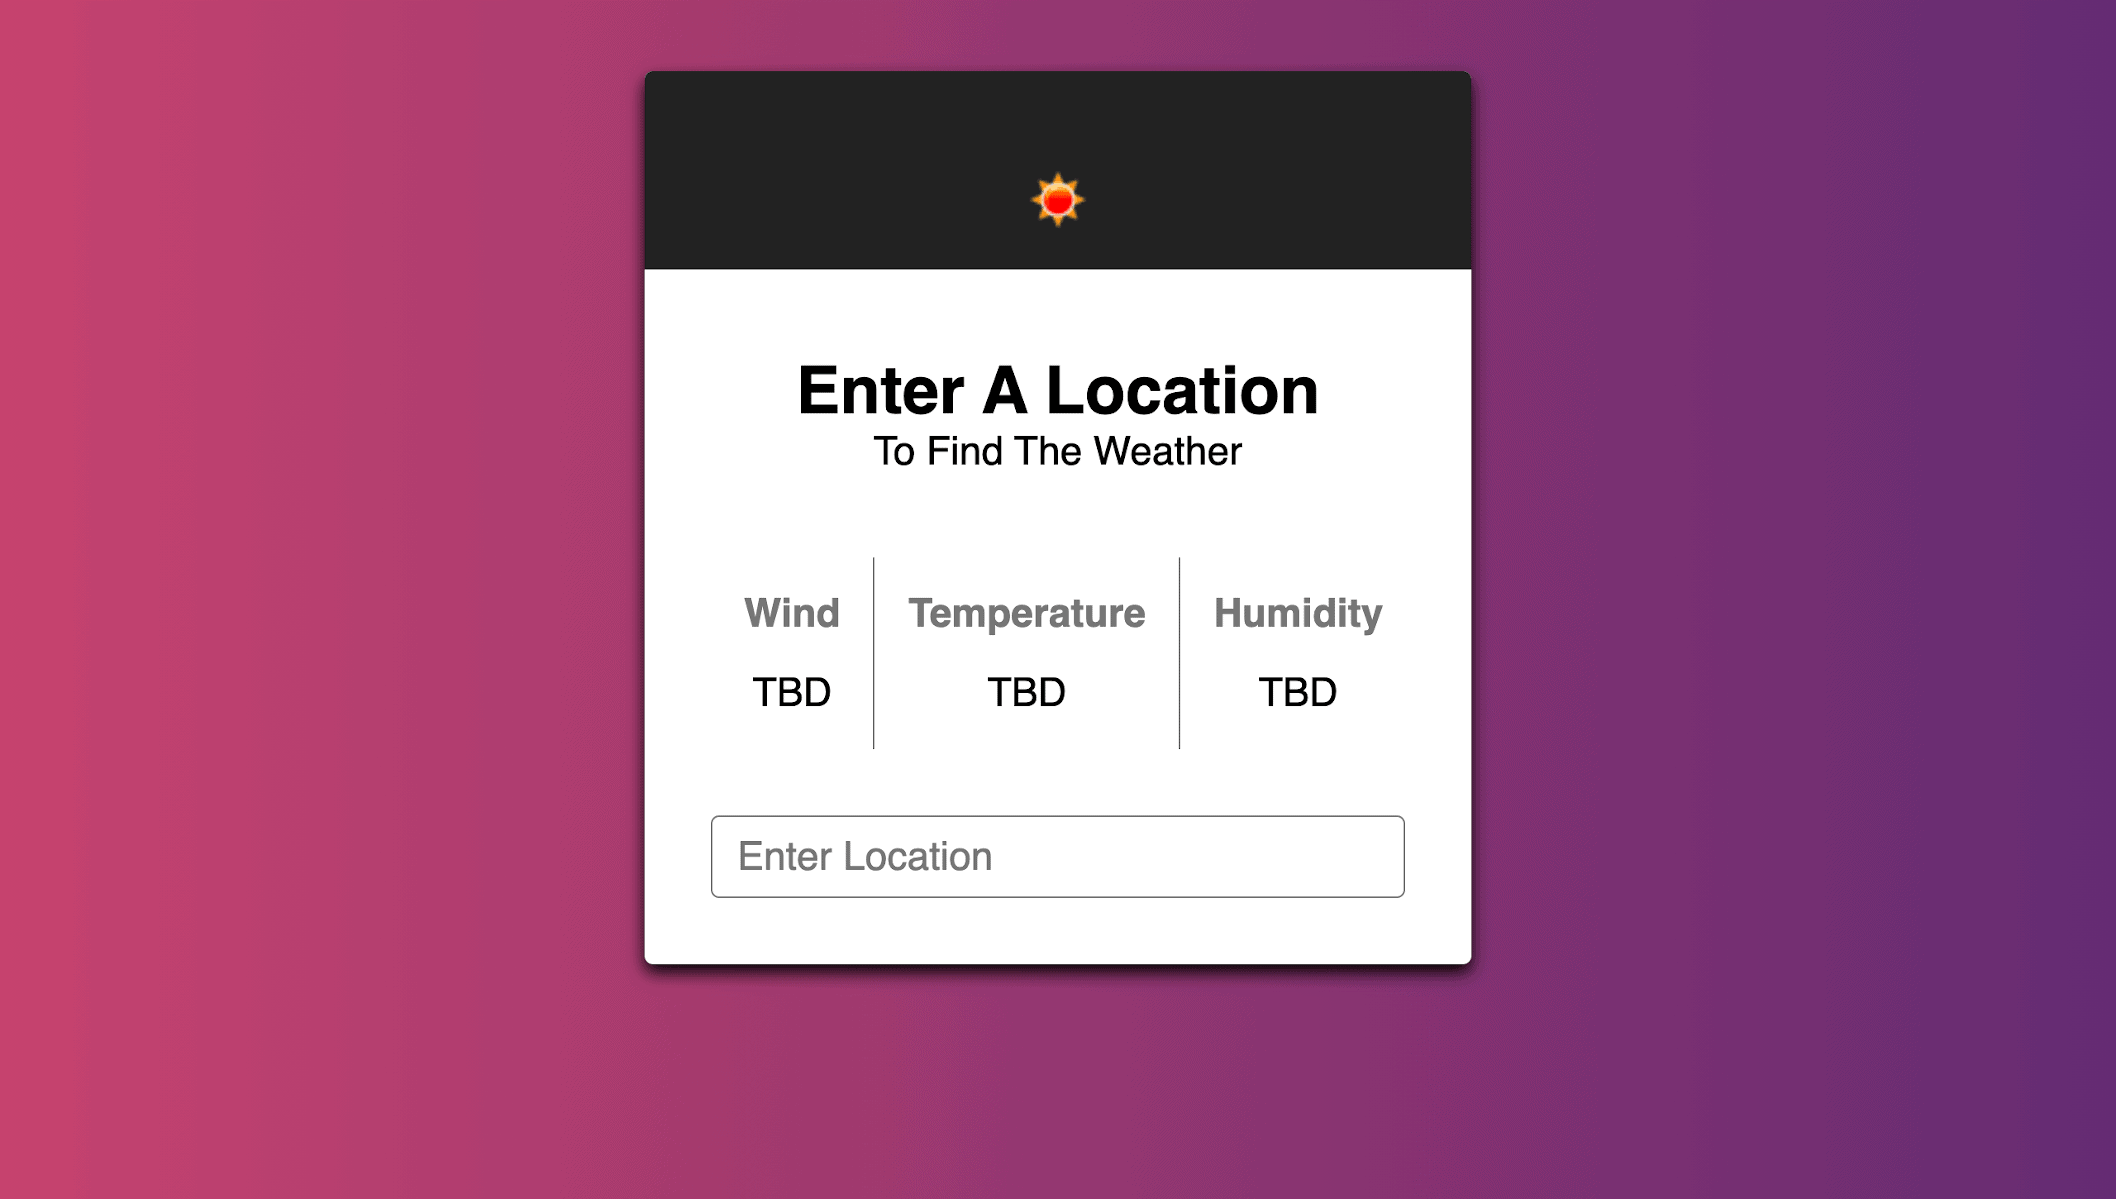 Enter A Location
To Find The Weather
Wind Temperature Humidity
TBD TBD TBD
Enter Location